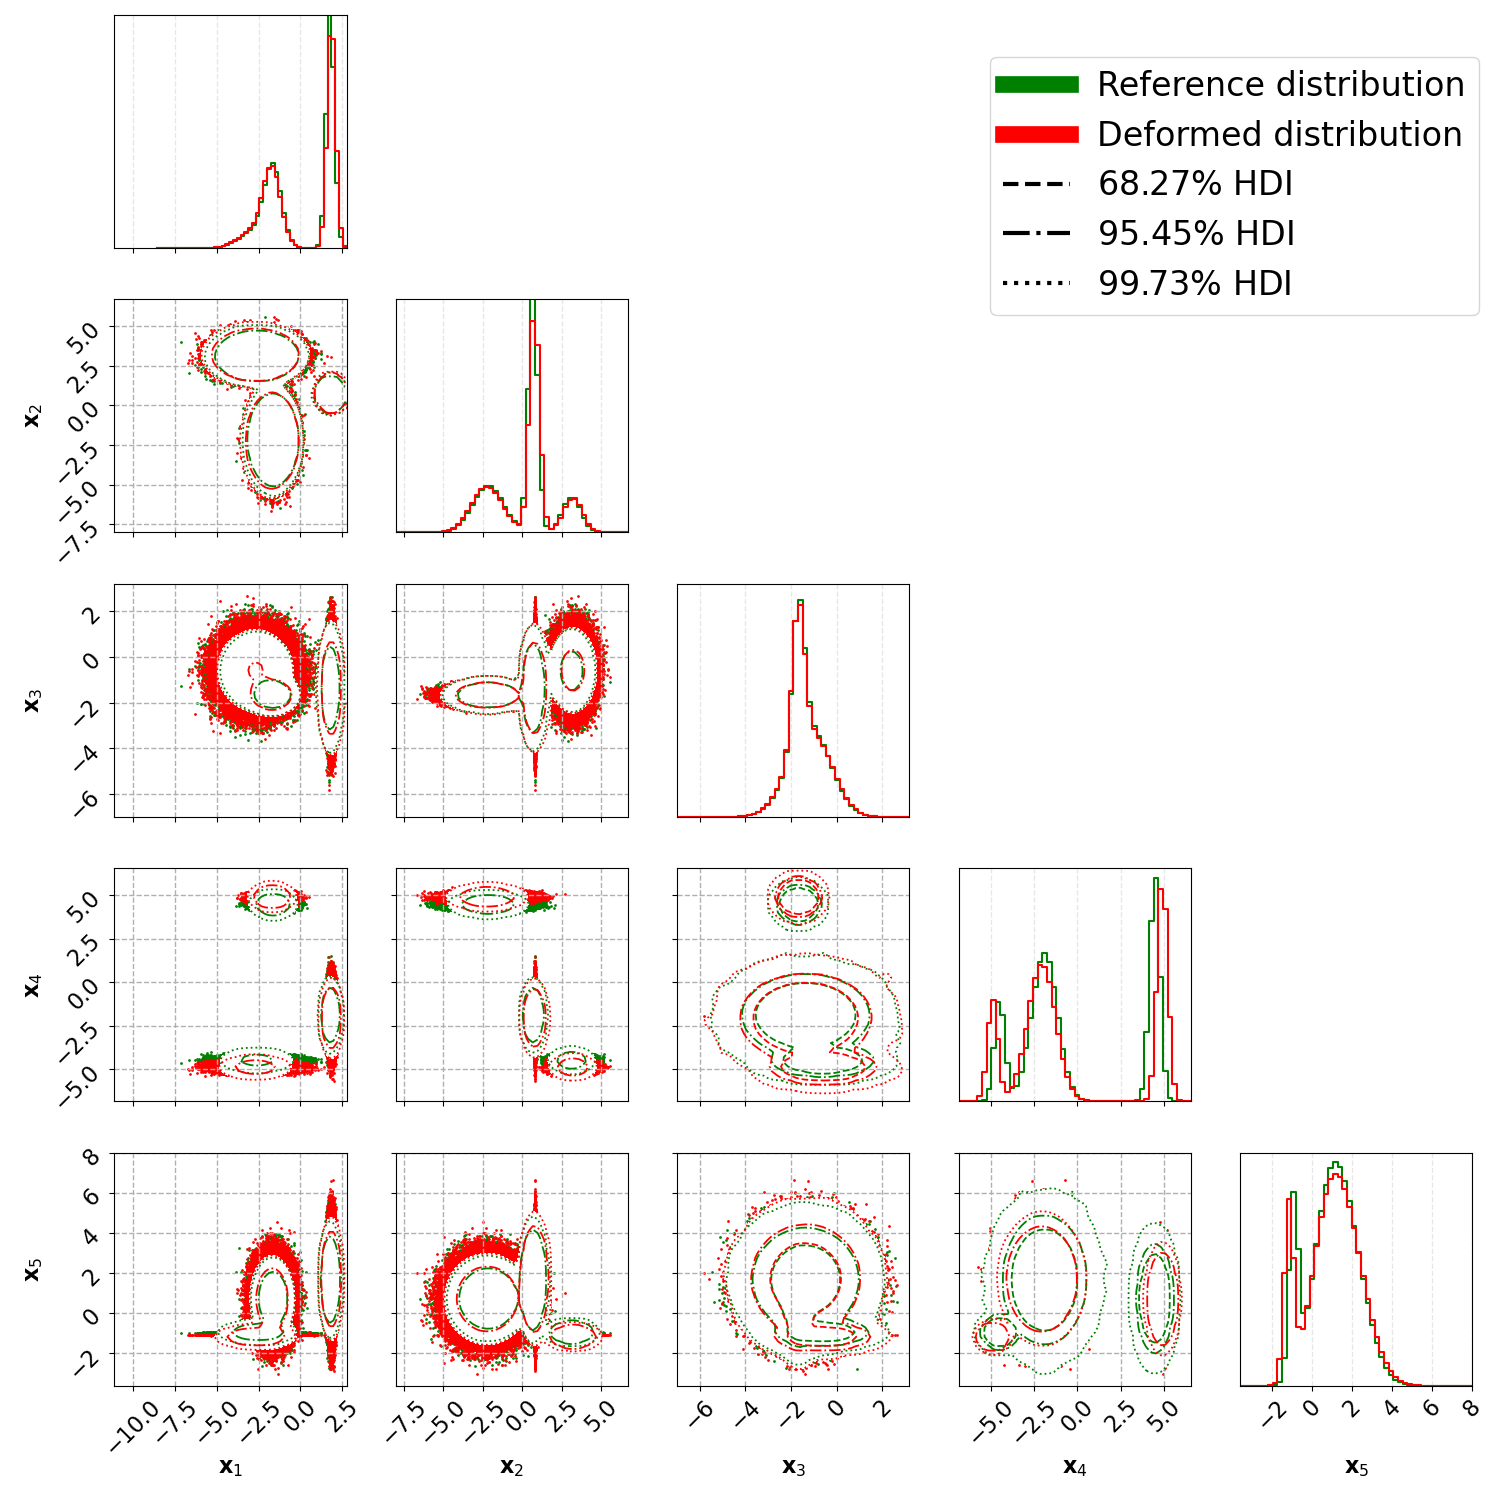 Reference distribution
Deformed distribution
68.27% HDI
95.45% HDI
99.73% HDI
x₂
5.0
2.5
0.0
−2.5
−5.0
−7.5
x₃
2
0
−2
−4
−6
x₄
5.0
2.5
0.0
−2.5
−5.0
x₅
8
6
4
2
0
−2
−10.0 −7.5 −5.0 −2.5 0.0 2.5
−7.5 −5.0 −2.5 0.0 2.5 5.0
−6 −4 −2 0 2
−5.0 −2.5 0.0 2.5 5.0
−2 0 2 4 6 8
x₁ x₂ x₃ x₄ x₅